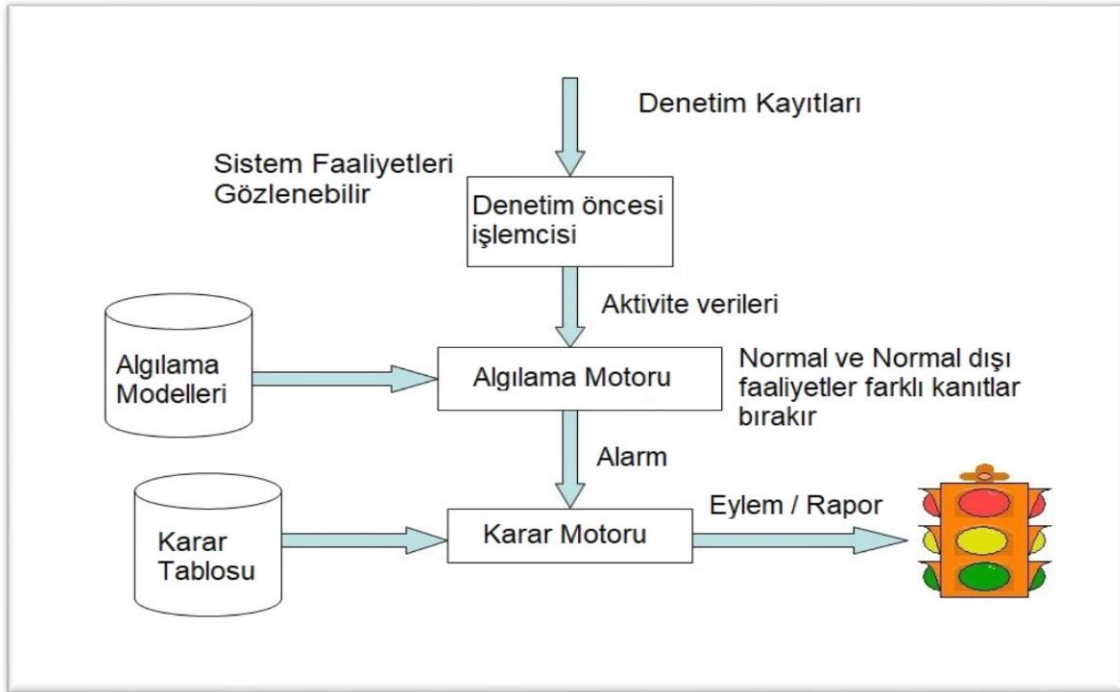 Denetim Kayıtları
Sistem Faaliyetleri
Gözlenebilir
Denetim öncesi
işlemcisi
Aktivite verileri
Algılama
Modelleri
Algılama Motoru
Normal ve Normal dışı
faaliyetler farklı kanıtlar
bırakır
Alarm
Karar
Tablosu
Karar Motoru
Eylem / Rapor